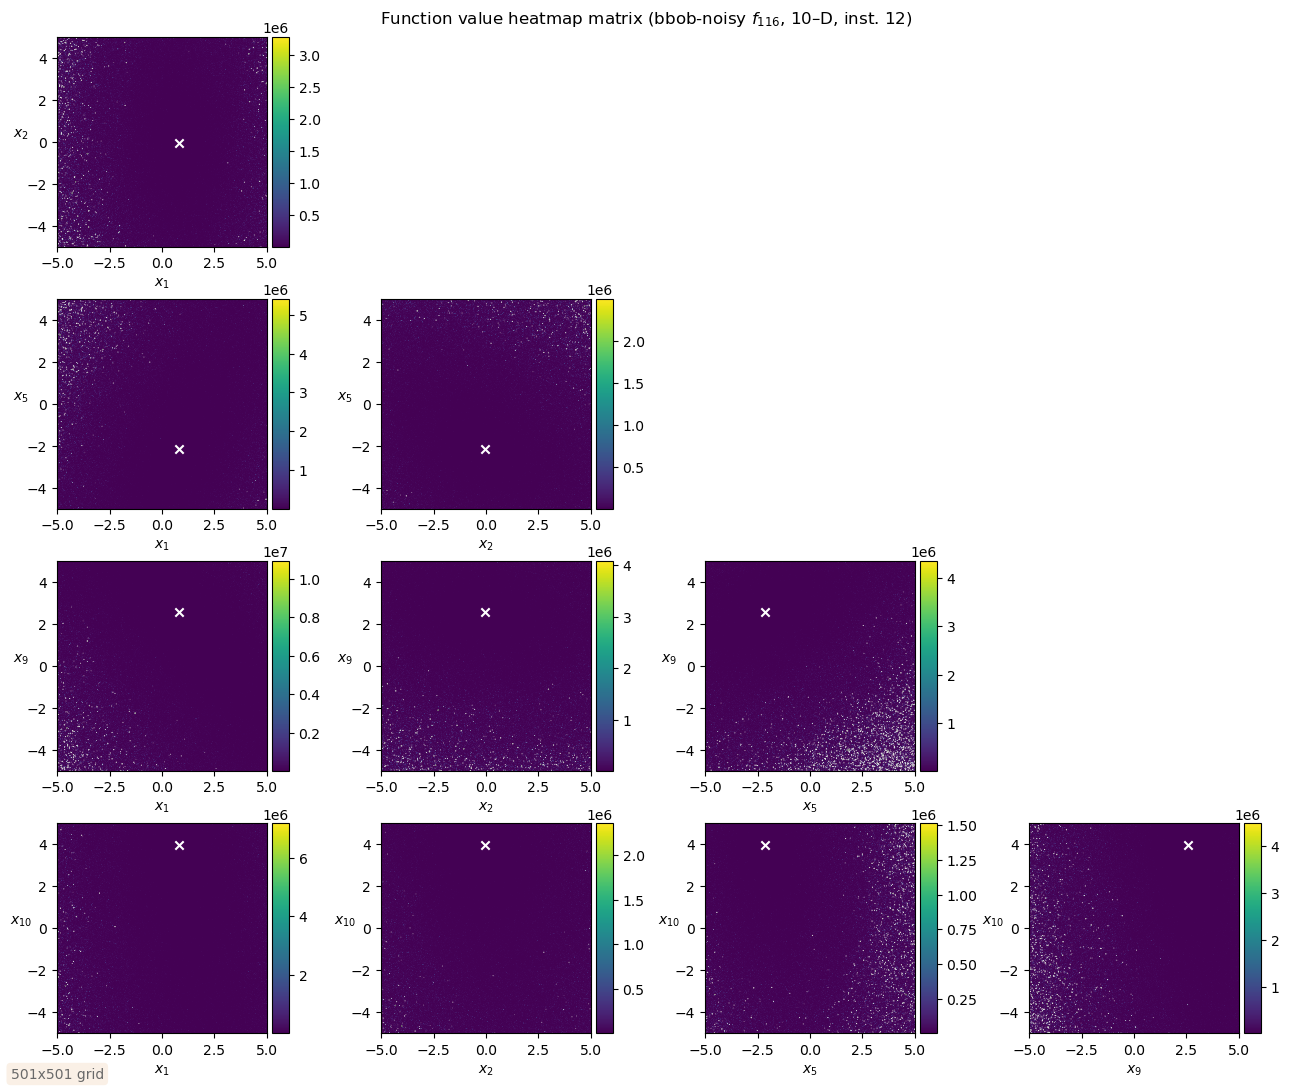 Function value heatmap matrix (bbob-noisy f116, 10–D, inst. 12)
1e6
4
2
0
−2
−4
x2
3.0
2.5
2.0
1.5
1.0
0.5
−5.0 −2.5 0.0 2.5 5.0
x1
1e6
4
2
0
−2
−4
x5
5
4
3
2
1
−5.0 −2.5 0.0 2.5 5.0
x1
1e6
4
2
0
−2
−4
x5
2.0
1.5
1.0
0.5
−5.0 −2.5 0.0 2.5 5.0
x2
1e7
4
2
0
−2
−4
x9
1.0
0.8
0.6
0.4
0.2
−5.0 −2.5 0.0 2.5 5.0
x1
1e6
4
2
0
−2
−4
x9
4
3
2
1
−5.0 −2.5 0.0 2.5 5.0
x2
1e6
4
2
0
−2
−4
x9
4
3
2
1
−5.0 −2.5 0.0 2.5 5.0
x5
1e6
4
2
0
−2
−4
x10
6
4
2
−5.0 −2.5 0.0 2.5 5.0
x1
1e6
4
2
0
−2
−4
x10
2.0
1.5
1.0
0.5
−5.0 −2.5 0.0 2.5 5.0
x2
1e6
4
2
0
−2
−4
x10
1.50
1.25
1.00
0.75
0.50
0.25
−5.0 −2.5 0.0 2.5 5.0
x5
1e6
4
2
0
−2
−4
x10
4
3
2
1
−5.0 −2.5 0.0 2.5 5.0
x9
501x501 grid